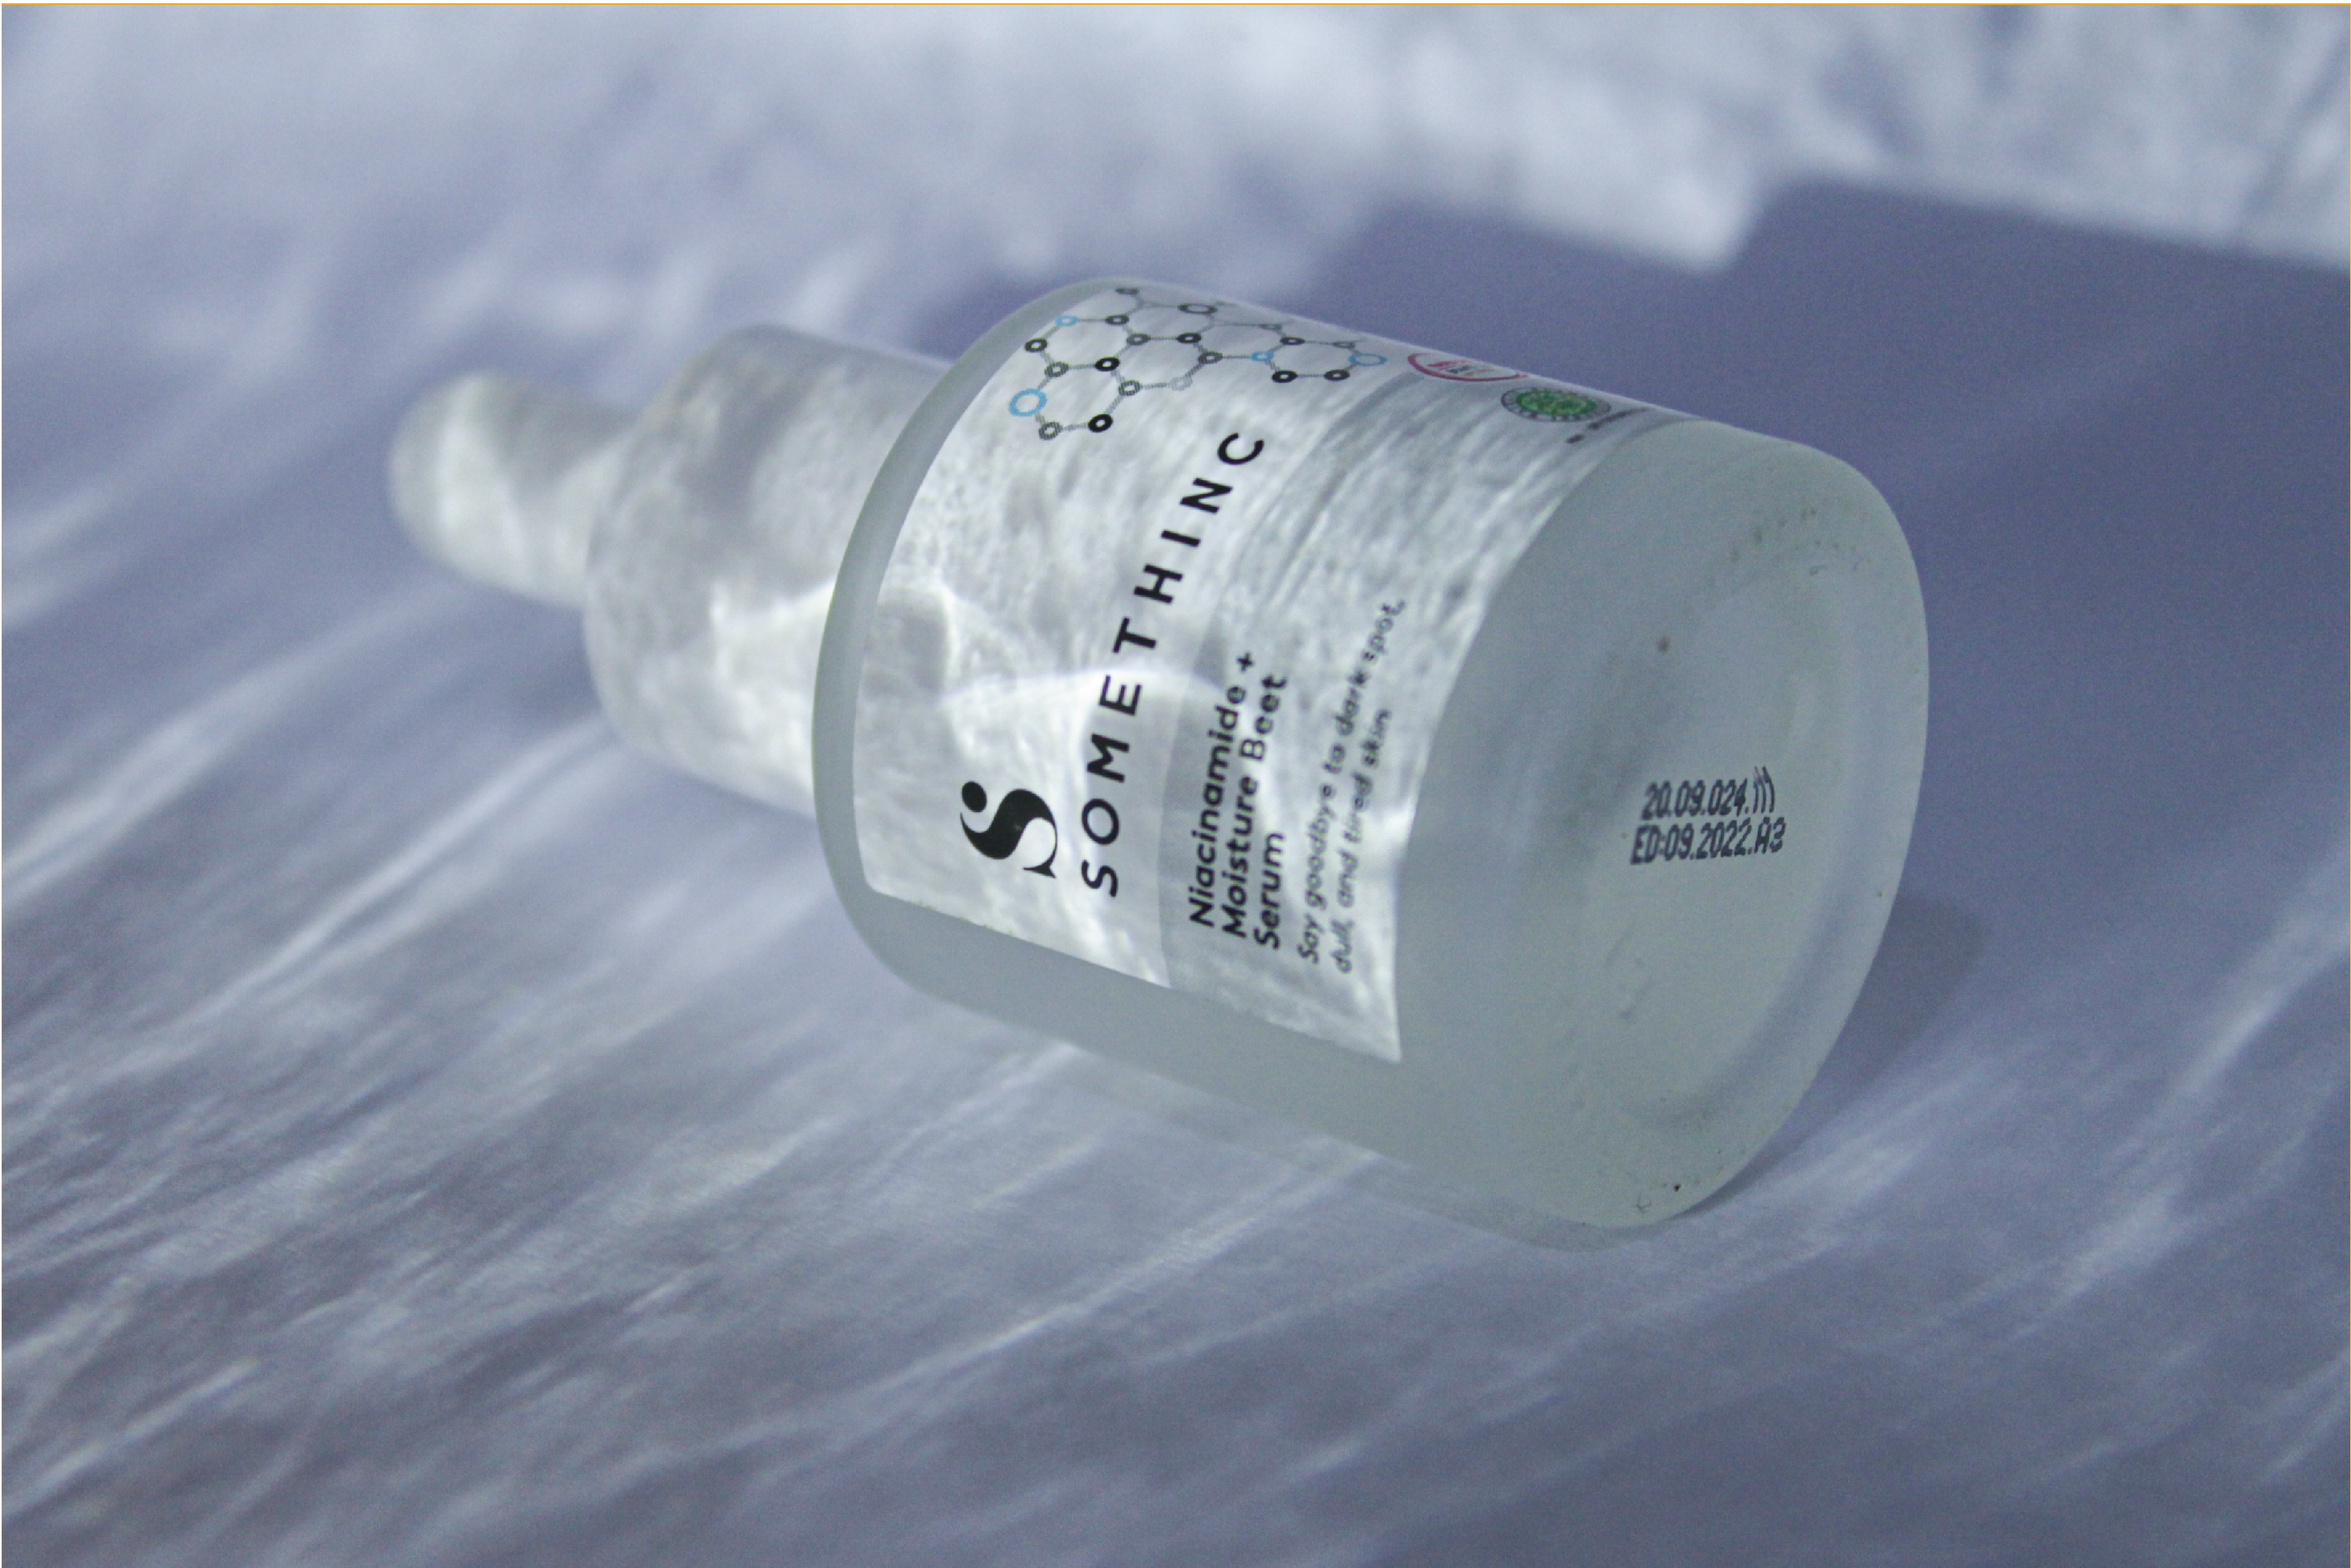 S
SOMETHINC
Niacinamide +
Moisture Beet
Serum
Say goodbye to dark spot,
dull, and tired skin
20.09.024.
ED:09.2022.A3